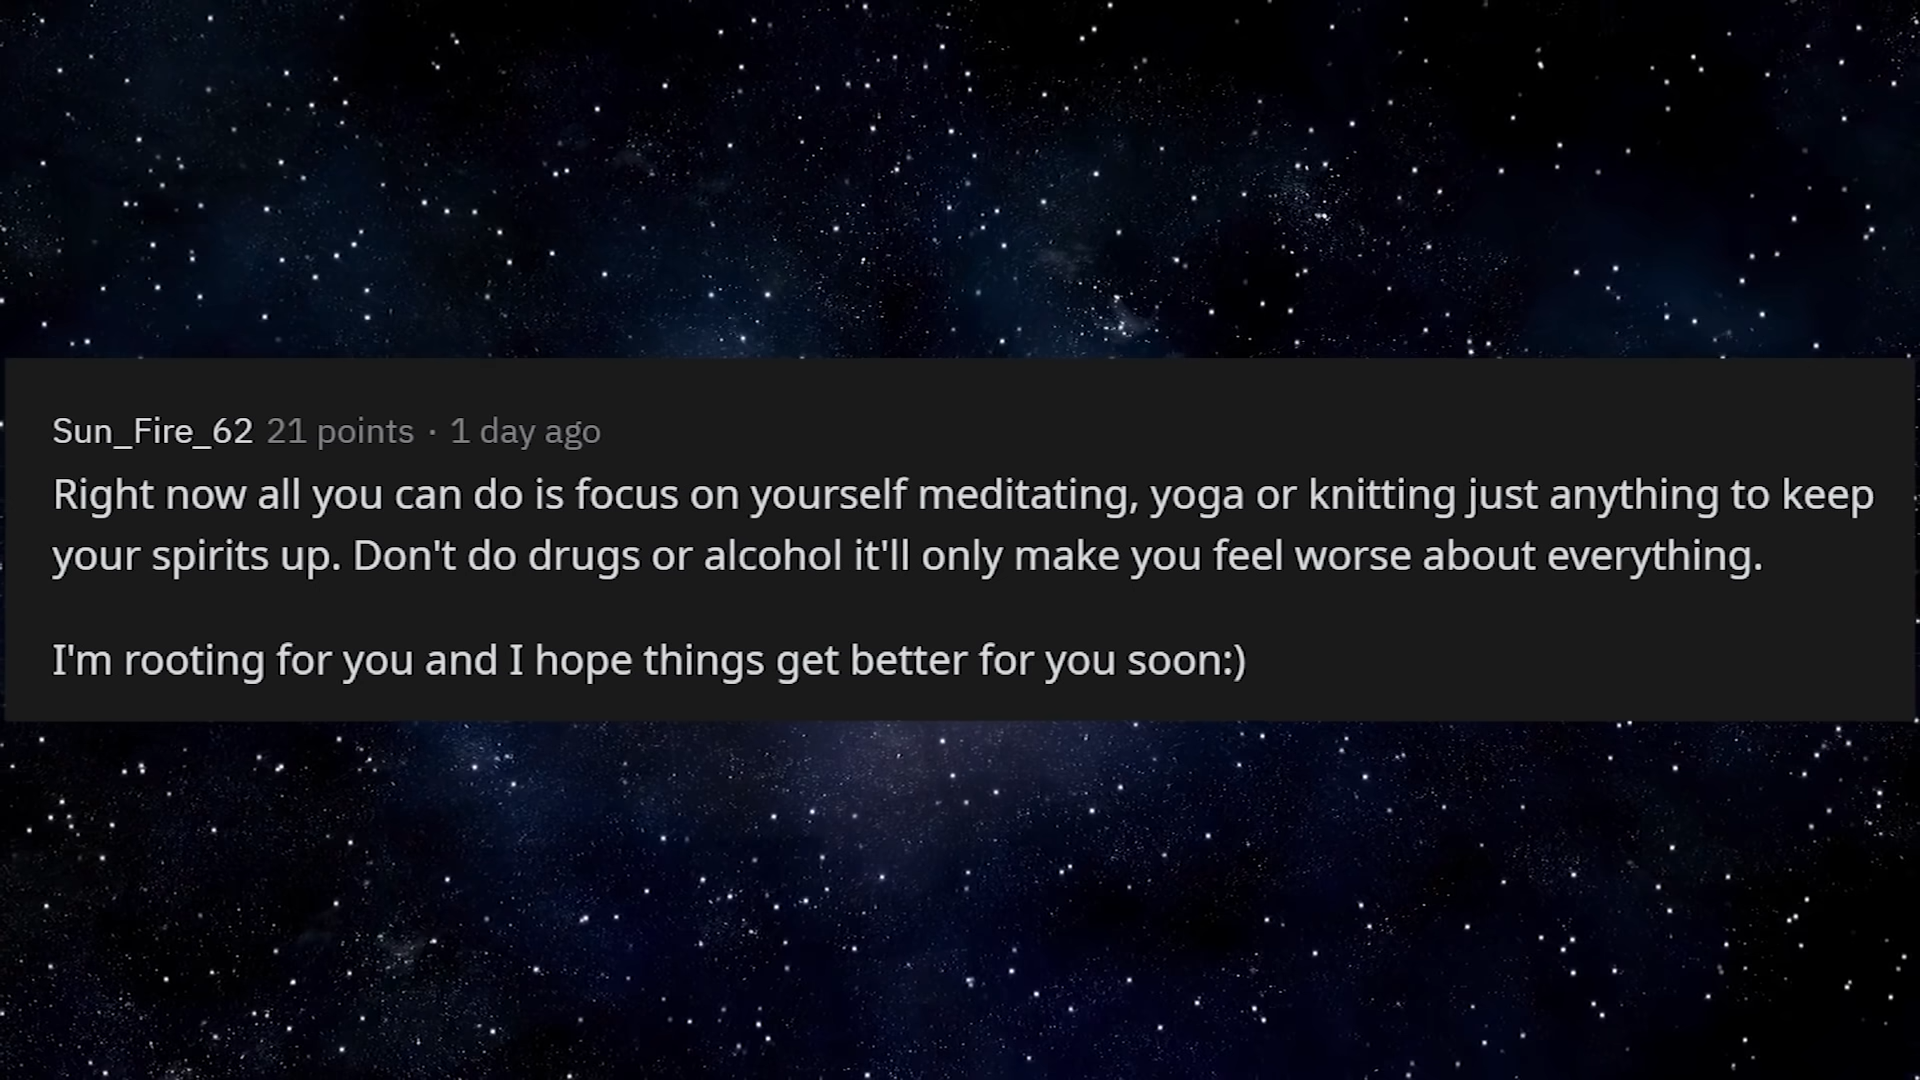 Sun_Fire_62 21 points · 1 day ago
Right now all you can do is focus on yourself meditating, yoga or knitting just anything to keep
your spirits up. Don't do drugs or alcohol it'll only make you feel worse about everything.
I'm rooting for you and I hope things get better for you soon:)